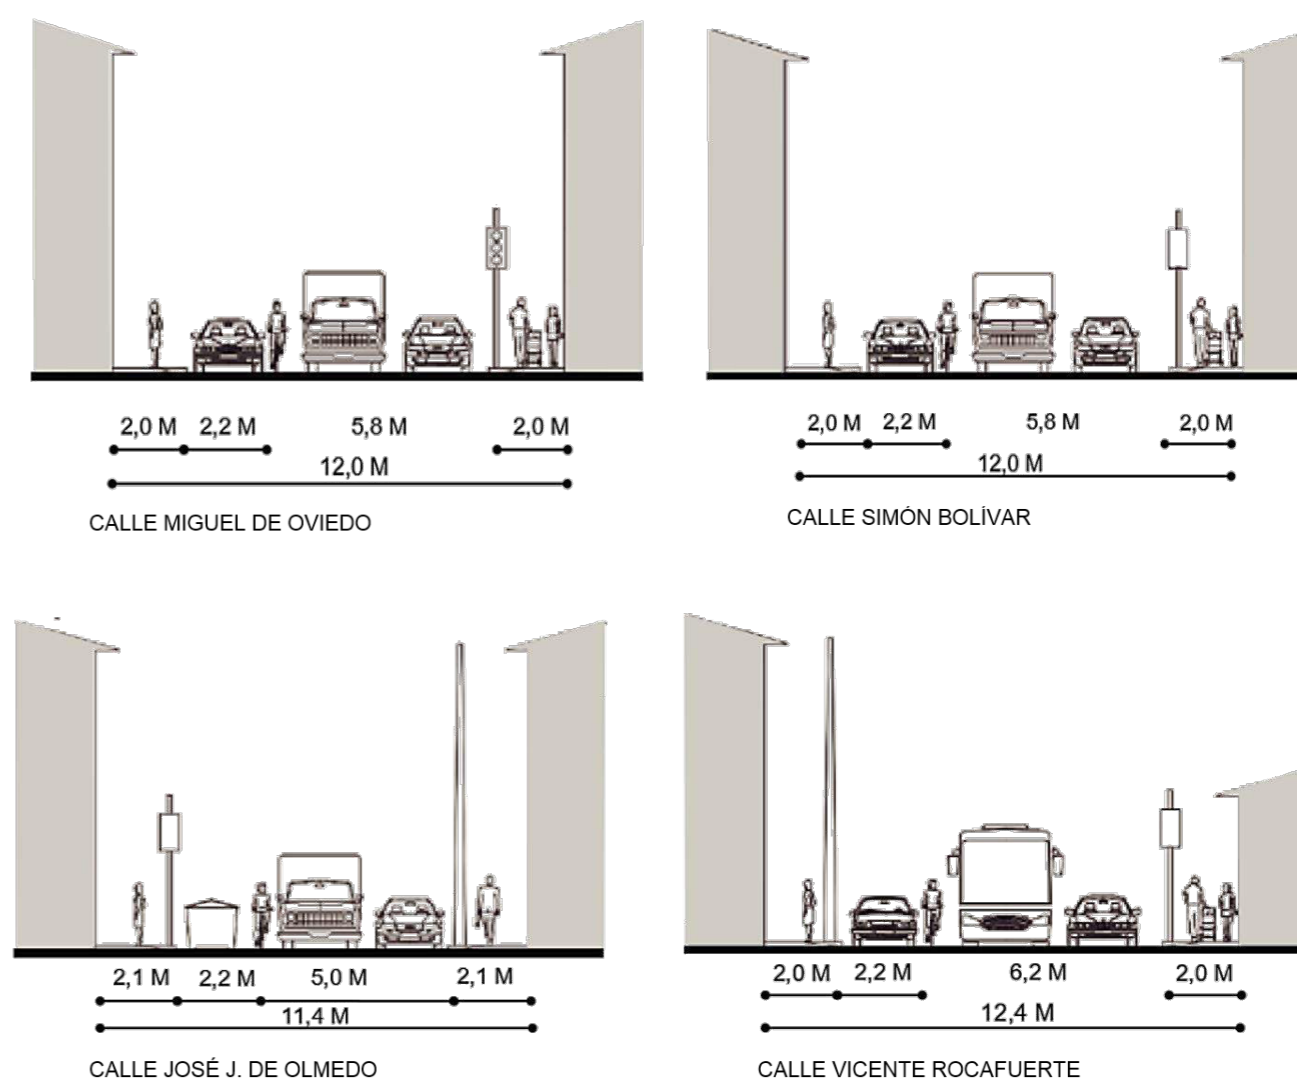 2,0 M 2,2 M 5,8 M 2,0 M
12,0 M
CALLE MIGUEL DE OVIEDO
2,0 M 2,2 M 5,8 M 2,0 M
12,0 M
CALLE SIMÓN BOLÍVAR
2,1 M 2,2 M 5,0 M 2,1 M
11,4 M
CALLE JOSÉ J. DE OLMEDO
2,0 M 2,2 M 6,2 M 2,0 M
12,4 M
CALLE VICENTE ROCAFUERTE